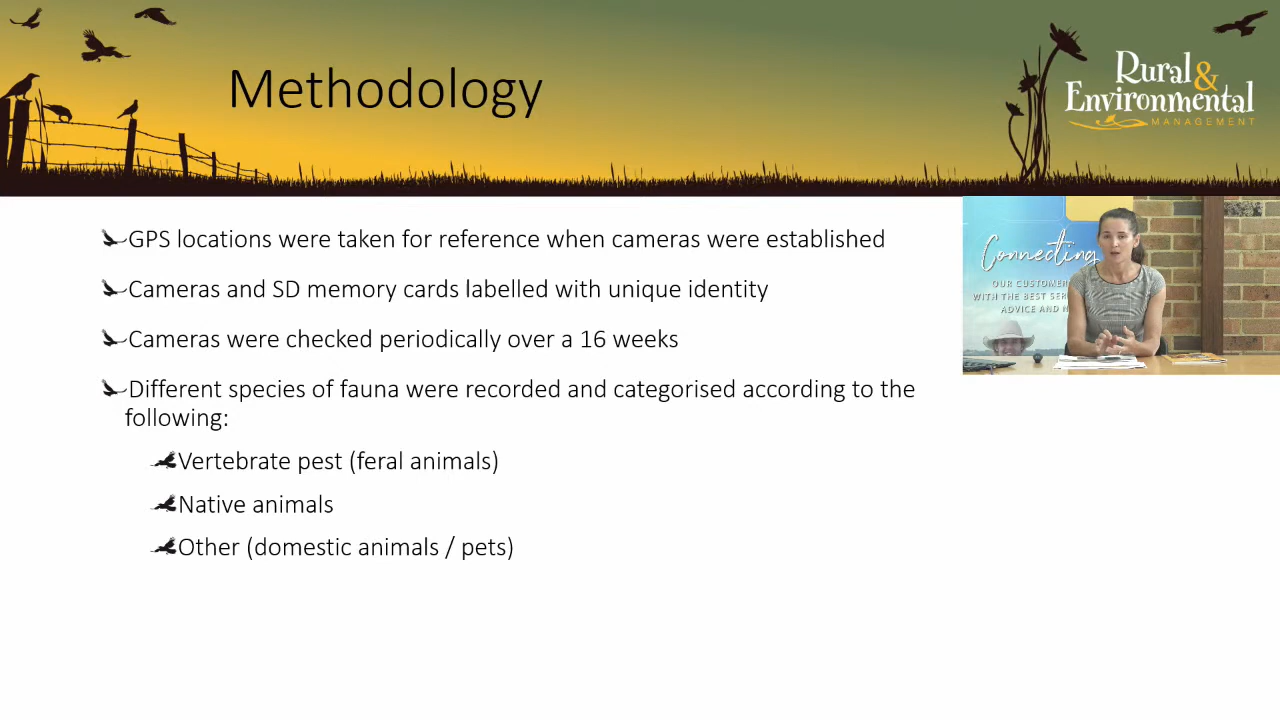 Methodology
Rural &
Environmental
MANAGEMENT
GPS locations were taken for reference when cameras were established
Cameras and SD memory cards labelled with unique identity
Cameras were checked periodically over a 16 weeks
Different species of fauna were recorded and categorised according to the
following:
Vertebrate pest (feral animals)
Native animals
Other (domestic animals / pets)
Connecting
OUR CUSTOMER
WITH THE BEST SER
ADVICE AND